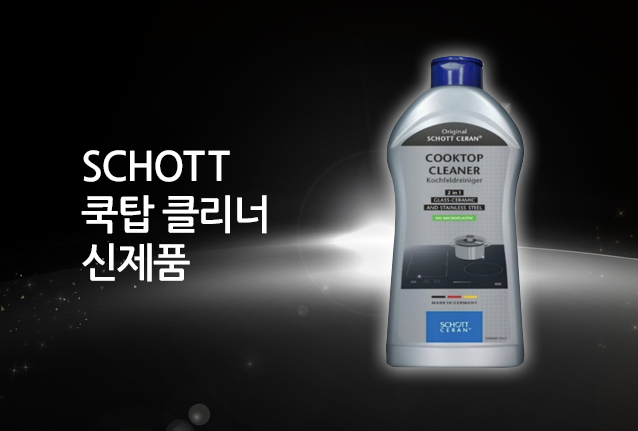 SCHOTT
쿡탑 클리너
신제품
Original
SCHOTT CERAN®
COOKTOP
CLEANER
Kochfeldreiniger
2 in 1
GLASS-CERAMIC
AND STAINLESS STEEL
NO MICROPLASTIC
MADE IN GERMANY
SCHOTT
CERAN®